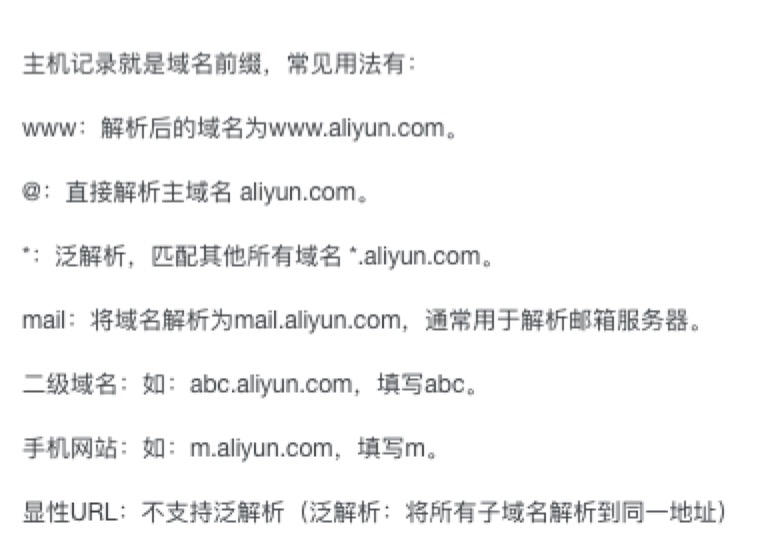 主机记录就是域名前缀，常见用法有：
www：解析后的域名为www.aliyun.com。
@：直接解析主域名 aliyun.com。
*：泛解析，匹配其他所有域名 *.aliyun.com。
mail：将域名解析为mail.aliyun.com，通常用于解析邮箱服务器。
二级域名：如：abc.aliyun.com，填写abc。
手机网站：如：m.aliyun.com，填写m。
显性URL：不支持泛解析（泛解析：将所有子域名解析到同一地址）